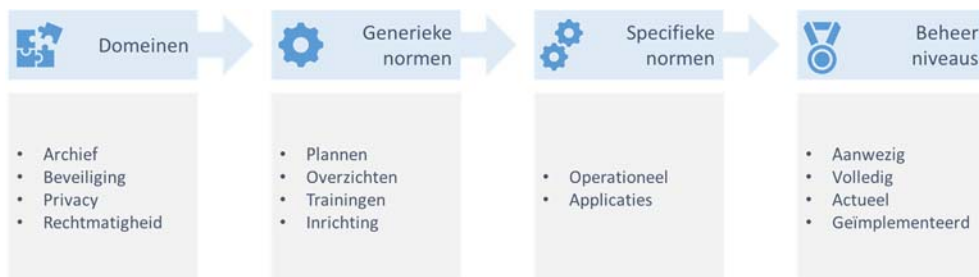 Domeinen
Generieke
normen
Specifieke
normen
Beheer
niveaus
• Archief
• Beveiliging
• Privacy
• Rechtmatigheid
• Plannen
• Overzichten
• Trainingen
• Inrichting
• Operationeel
• Applicaties
• Aanwezig
• Volledig
• Actueel
• Geïmplementeerd